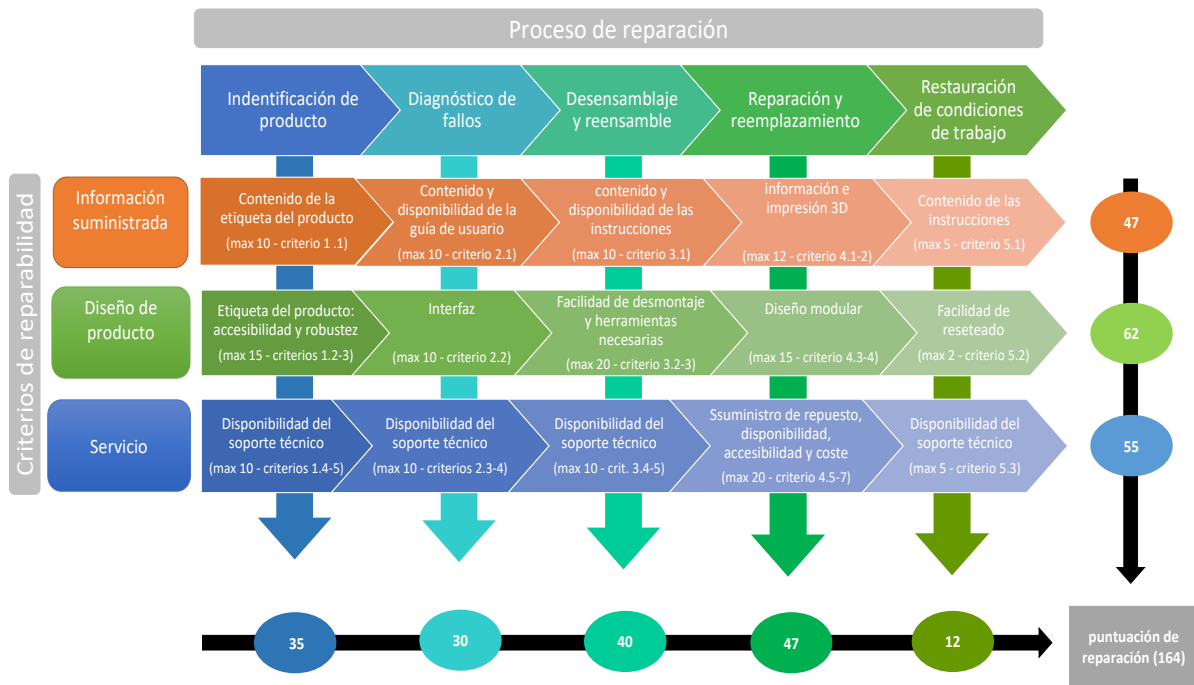 Proceso de reparación
Indentificación de
producto
Diagnóstico de
fallos
Desensamblaje
y reensamble
Reparación y
reemplazamiento
Restauración
de condiciones
de trabajo
Criterios de reparabilidad
Información
suministrada
Contenido de la
etiqueta del producto
(max 10 - criterio 1 .1)
Contenido y
disponibilidad de la
guía de usuario
(max 10 - criterio 2.1)
contenido y
disponibilidad de las
instrucciones
(max 10 - criterio 3.1)
información e
impresión 3D
(max 12 - criterio 4.1-2)
Contenido de las
instrucciones
(max 5 - criterio 5.1)
47
Diseño de
producto
Etiqueta del producto:
accesibilidad y robustez
(max 15 - criterios 1.2-3)
Interfaz
(max 10 - criterio 2.2)
Facilidad de desmontaje
y herramientas
necesarias
(max 20 - criterio 3.2-3)
Diseño modular
(max 15 - criterio 4.3-4)
Facilidad de
reseteado
(max 2 - criterio 5.2)
62
Servicio
Disponibilidad del
soporte técnico
(max 10 - criterios 1.4-5)
Disponibilidad del
soporte técnico
(max 10 - criterios 2.3-4)
Disponibilidad del
soporte técnico
(max 10 - crit. 3.4-5)
Ssuministro de repuesto,
disponibilidad,
accesibilidad y coste
(max 20 - criterio 4.5-7)
Disponibilidad del
soporte técnico
(max 5 - criterio 5.3)
55
35
30
40
47
12
puntuación de
reparación (164)